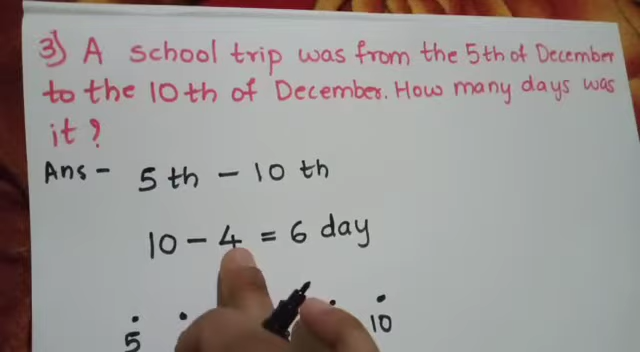 3) A school trip was from the 5th of December
to the 10th of December. How many days was
it?
Ans - 5th - 10th
10 - 4 = 6 day
5 10